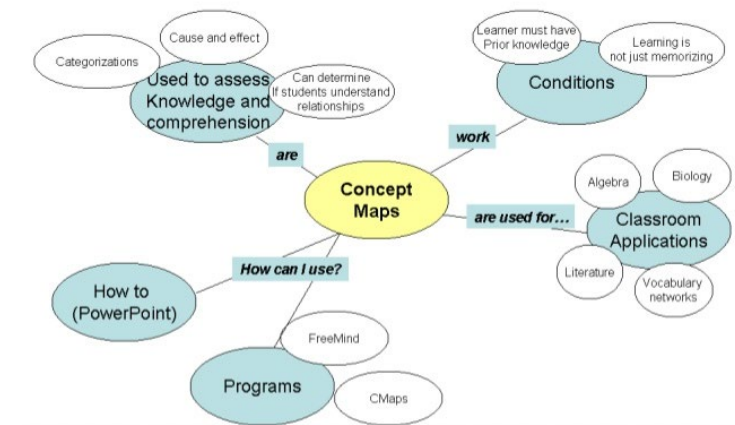 Cause and effect
Categorizations
Used to assess
Knowledge and
comprehension
Can determine
If students understand
relationships
are
Learner must have
Prior knowledge
Learning is
not just memorizing
Conditions
work
Concept
Maps
are used for…
Algebra
Biology
Classroom
Applications
Literature
Vocabulary
networks
How can I use?
How to
(PowerPoint)
FreeMind
Programs
CMaps